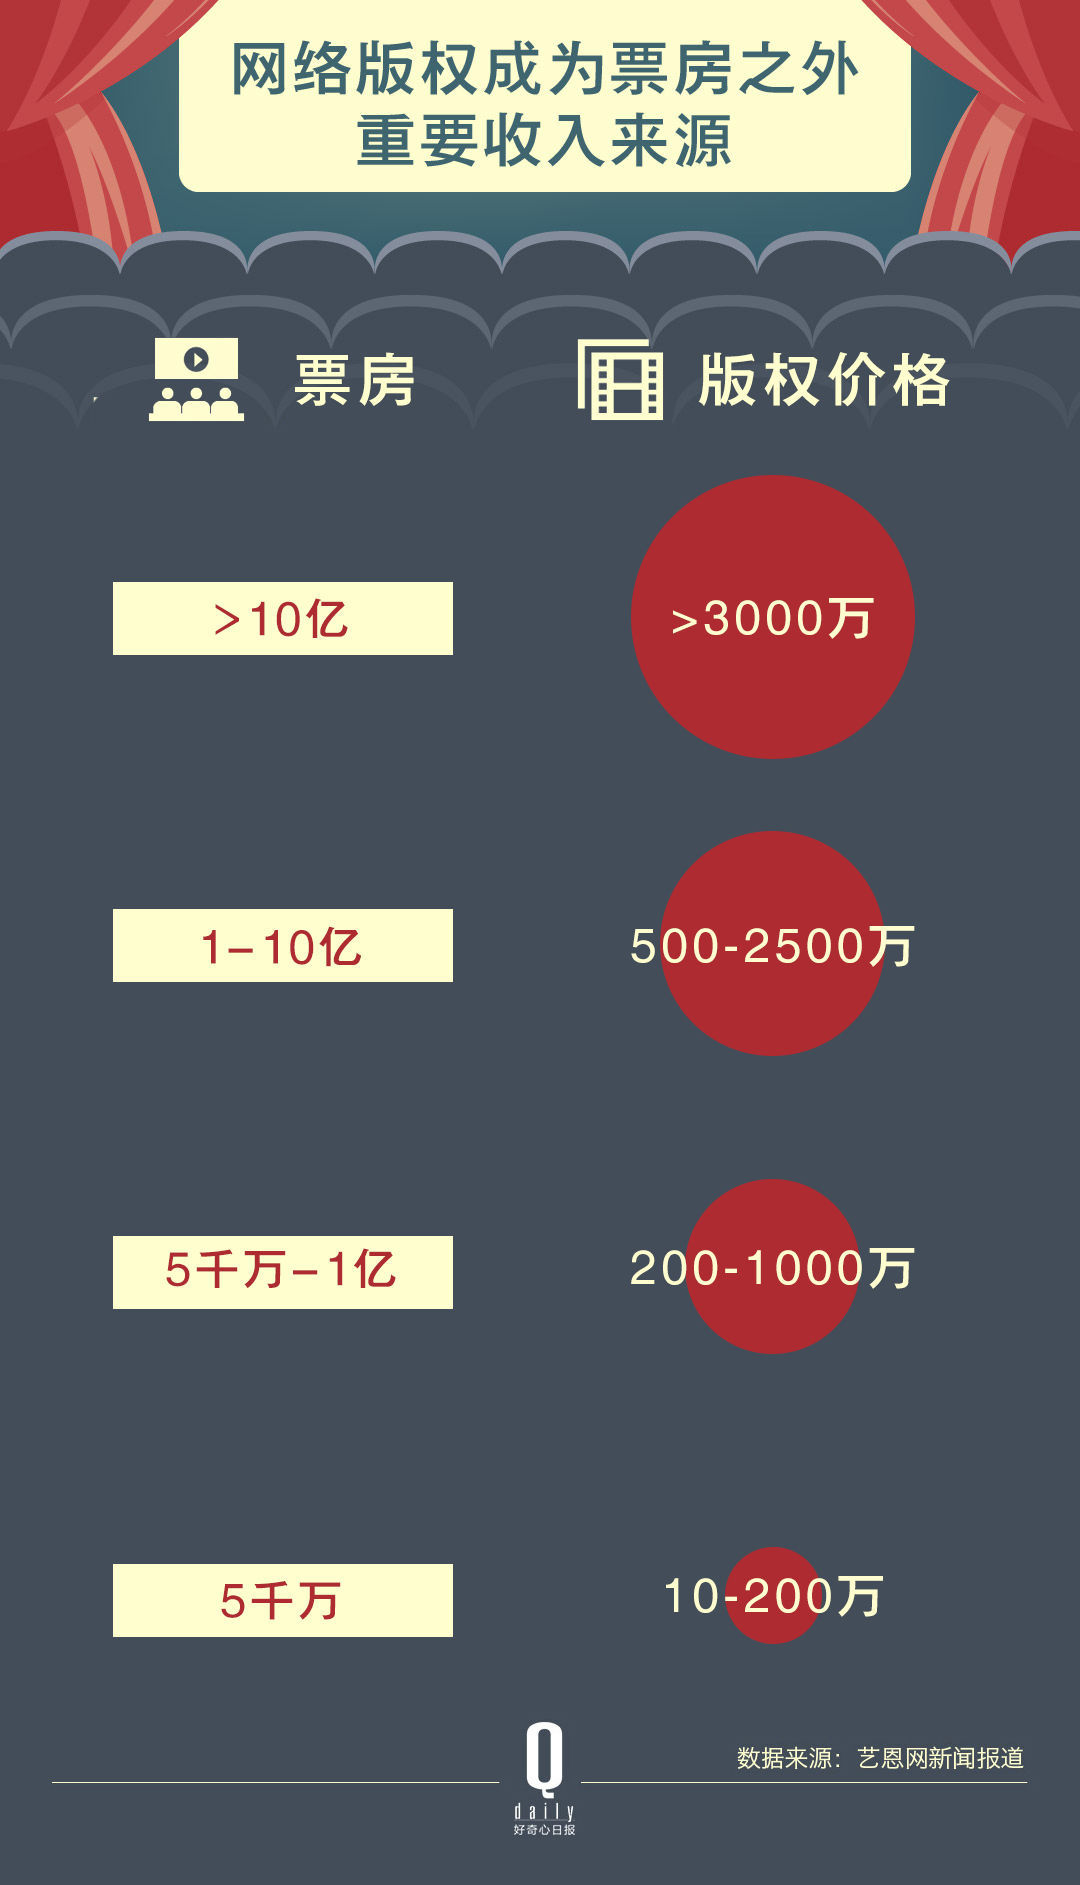 网络版权成为票房之外
重要收入来源
票房 版权价格
>10亿 >3000万
1-10亿 500-2500万
5千万-1亿 200-1000万
5千万 10-200万
数据来源：艺恩网新闻报道
Q
daily
好奇心日报